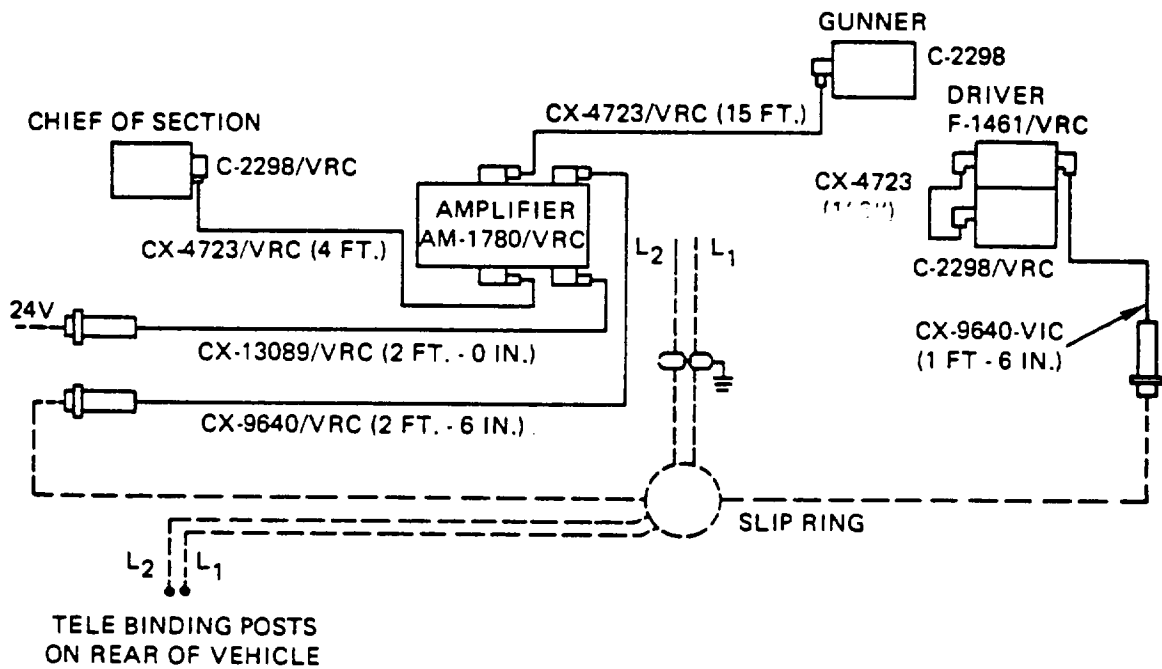 GUNNER
C-2298
DRIVER
F-1461/VRC
CX-4723/VRC (15 FT.)
CHIEF OF SECTION
C-2298/VRC
CX-4723
AMPLIFIER
AM-1780/VRC
CX-4723/VRC (4 FT.)
L2
L1
C-2298/VRC
24V
CX-13089/VRC (2 FT. - 0 IN.)
CX-9640-VIC
(1 FT - 6 IN.)
CX-9640/VRC (2 FT. - 6 IN.)
SLIP RING
L2
L1
TELE BINDING POSTS
ON REAR OF VEHICLE